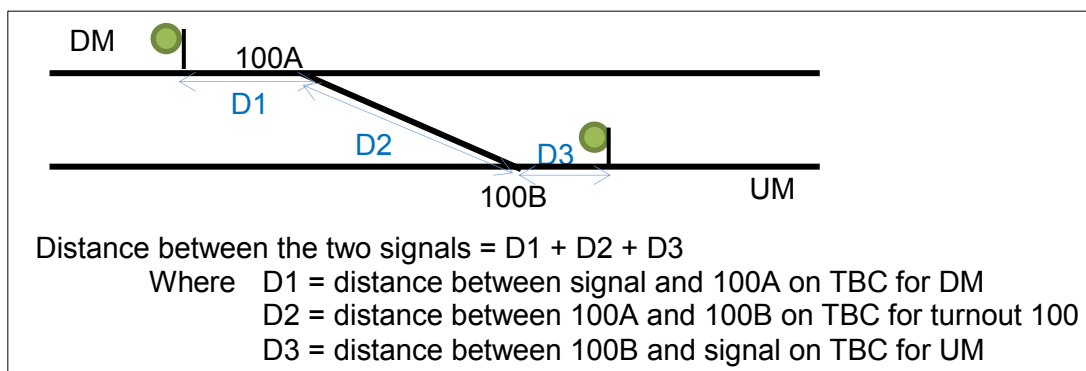 DM
100A
D1
D2
D3
100B
UM
Distance between the two signals = D1 + D2 + D3
Where D1 = distance between signal and 100A on TBC for DM
D2 = distance between 100A and 100B on TBC for turnout 100
D3 = distance between 100B and signal on TBC for UM